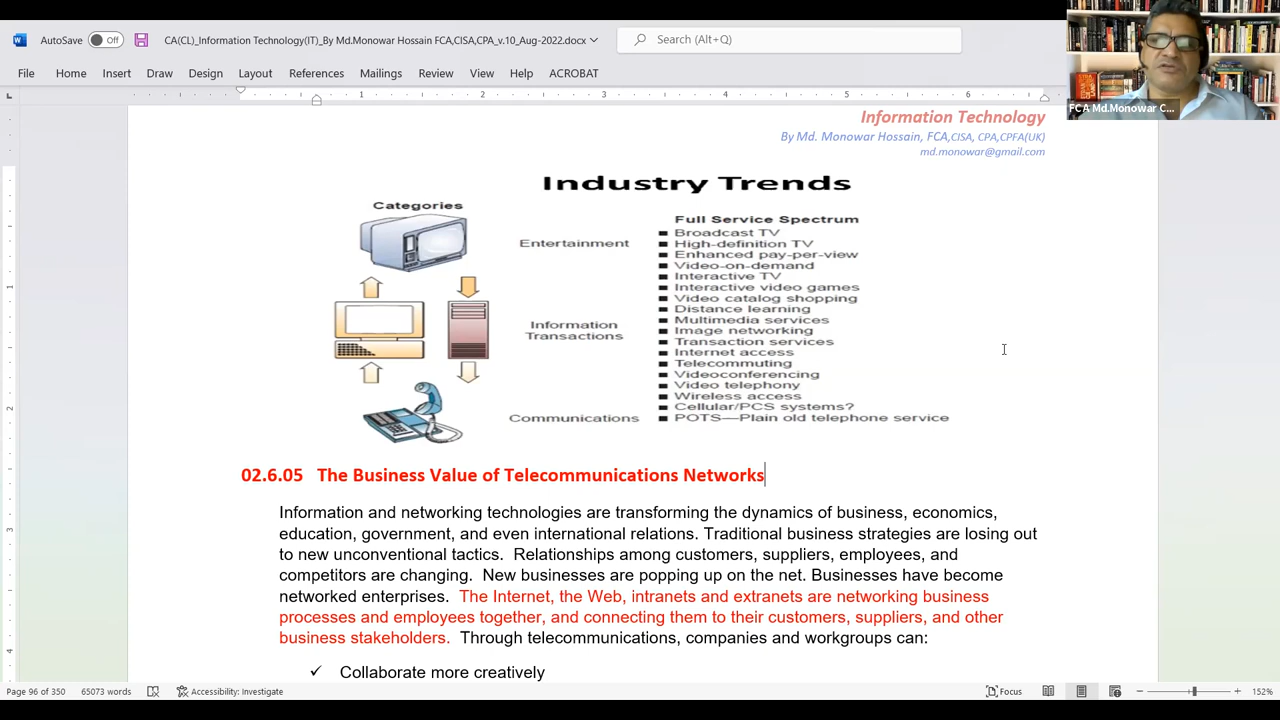 AutoSave Off CA(CL)_Information Technology(IT)_By Md.Monowar Hossain FCA,CISA,CPA_v.10_Aug-2022.docx Search (Alt+Q)
File Home Insert Draw Design Layout References Mailings Review View Help ACROBAT
1 2 3 4 5 6
FCA Md.Monowar C...
Information Technology
By Md. Monowar Hossain, FCA,CISA, CPA,CPFA(UK)
md.monowar@gmail.com
Industry Trends
Categories
Full Service Spectrum
Entertainment
Information
Transactions
Communications
■ Broadcast TV
■ High-definition TV
■ Enhanced pay-per-view
■ Video-on-demand
■ Interactive TV
■ Interactive video games
■ Video catalog shopping
■ Distance learning
■ Multimedia services
■ Image networking
■ Transaction services
■ Internet access
■ Telecommuting
■ Videoconferencing
■ Video telephony
■ Wireless access
■ Cellular/PCS systems?
■ POTS—Plain old telephone service
02.6.05 The Business Value of Telecommunications Networks
Information and networking technologies are transforming the dynamics of business, economics,
education, government, and even international relations. Traditional business strategies are losing out
to new unconventional tactics. Relationships among customers, suppliers, employees, and
competitors are changing. New businesses are popping up on the net. Businesses have become
networked enterprises. The Internet, the Web, intranets and extranets are networking business
processes and employees together, and connecting them to their customers, suppliers, and other
business stakeholders. Through telecommunications, companies and workgroups can:
✓ Collaborate more creatively
1
2
3
4
Page 96 of 350 65073 words Accessibility: Investigate Focus 152%